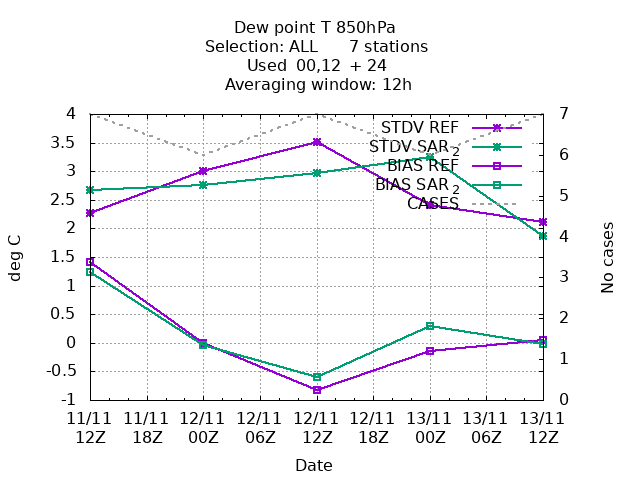 Dew point T 850hPa
Selection: ALL 7 stations
Used 00,12 + 24
Averaging window: 12h
4
3.5
3
2.5
2
1.5
1
0.5
0
-0.5
-1
deg C
STDV REF
STDV SAR 2
BIAS REF
BIAS SAR 2
CASES
7
6
5
4
3
2
1
0
No cases
11/11 11/11 12/11 12/11 12/11 12/11 13/11 13/11 13/11
12Z 18Z 00Z 06Z 12Z 18Z 00Z 06Z 12Z
Date